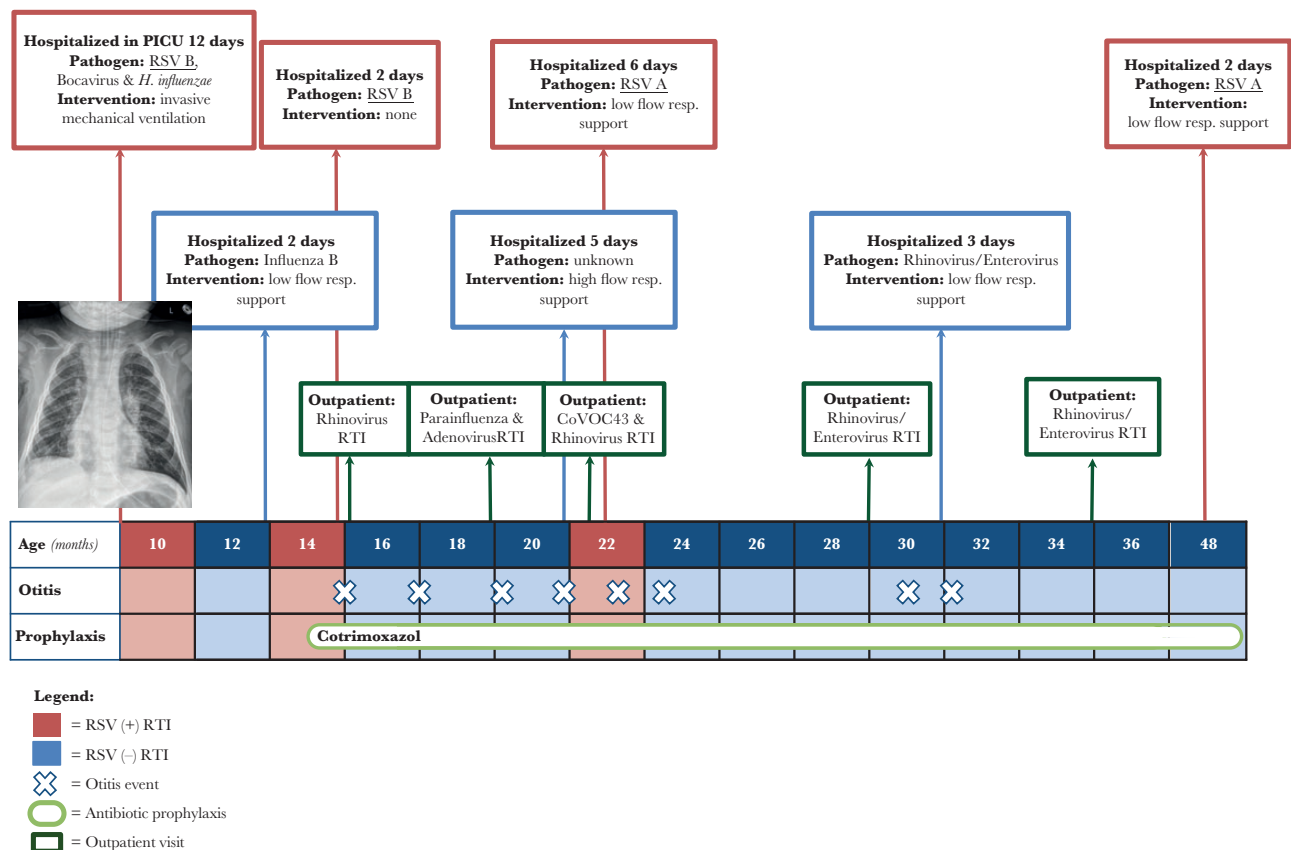 Hospitalized in PICU 12 days
Pathogen: RSV B,
Bocavirus & H. influenzae
Intervention: invasive
mechanical ventilation
Hospitalized 2 days
Pathogen: RSV B
Intervention: none
Hospitalized 6 days
Pathogen: RSV A
Intervention: low flow resp.
support
Hospitalized 2 days
Pathogen: RSV A
Intervention:
low flow resp. support
Hospitalized 2 days
Pathogen: Influenza B
Intervention: low flow resp.
support
Hospitalized 5 days
Pathogen: unknown
Intervention: high flow resp.
support
Hospitalized 3 days
Pathogen: Rhinovirus/Enterovirus
Intervention: low flow resp.
support
L
Outpatient:
Rhinovirus
RTI
Outpatient:
Parainfluenza &
AdenovirusRTI
Outpatient:
CoVOC43 &
Rhinovirus RTI
Outpatient:
Rhinovirus/
Enterovirus RTI
Outpatient:
Rhinovirus/
Enterovirus RTI
Age (months) 10 12 14 16 18 20 22 24 26 28 30 32 34 36 48
Otitis
Prophylaxis Cotrimoxazol
Legend:
= RSV (+) RTI
= RSV (–) RTI
= Otitis event
= Antibiotic prophylaxis
= Outpatient visit